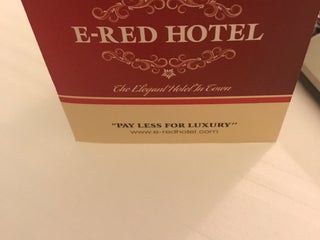 E-RED HOTEL
The Elegant Hotel In Town
"PAY LESS FOR LUXURY"
www.e-redhotel.com